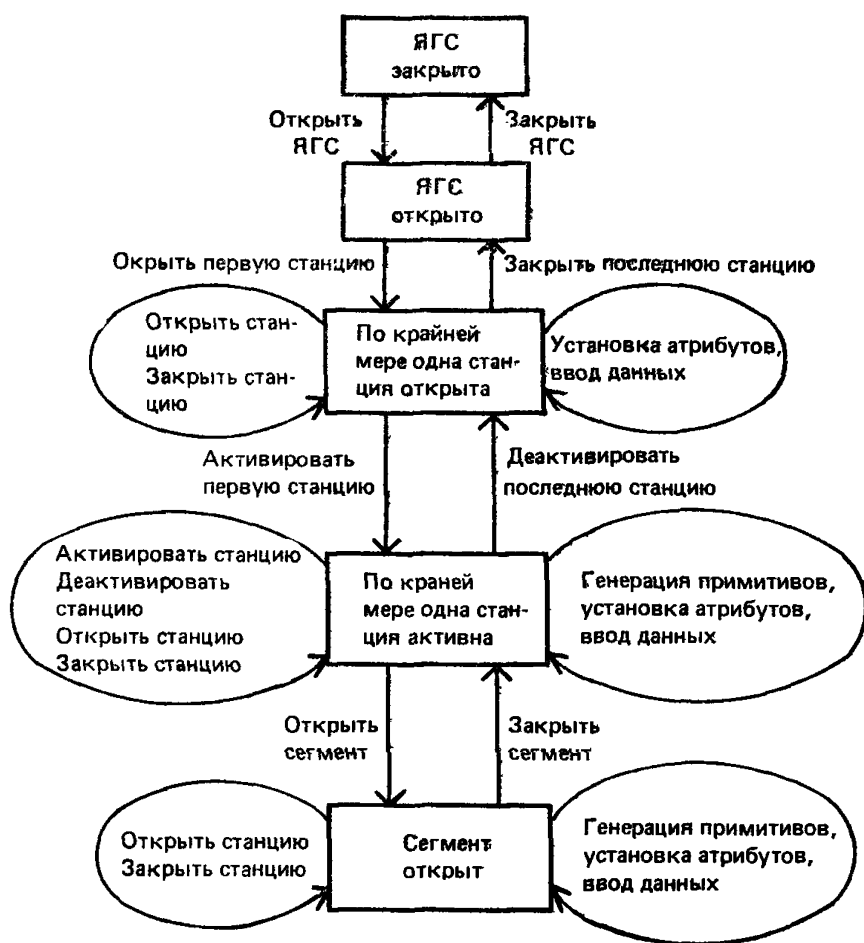 ЯГС
закрыто
Открыть
ЯГС
Закрыть
ЯГС
ЯГС
открыто
Окрыть первую станцию
Закрыть последнюю станцию
Открыть стан-
цию
Закрыть стан-
цию
По крайней
мере одна стан-
ция открыта
Установка атрибутов,
ввод данных
Активировать
первую станцию
Деактивировать
последнюю станцию
Активировать станцию
Деактивировать
станцию
Открыть станцию
Закрыть станцию
По краней
мере одна стан-
ция активна
Генерация примитивов,
установка атрибутов,
ввод данных
Открыть
сегмент
Закрыть
сегмент
Открыть станцию
Закрыть станцию
Сегмент
открыт
Генерация примитивов,
установка атрибутов,
ввод данных